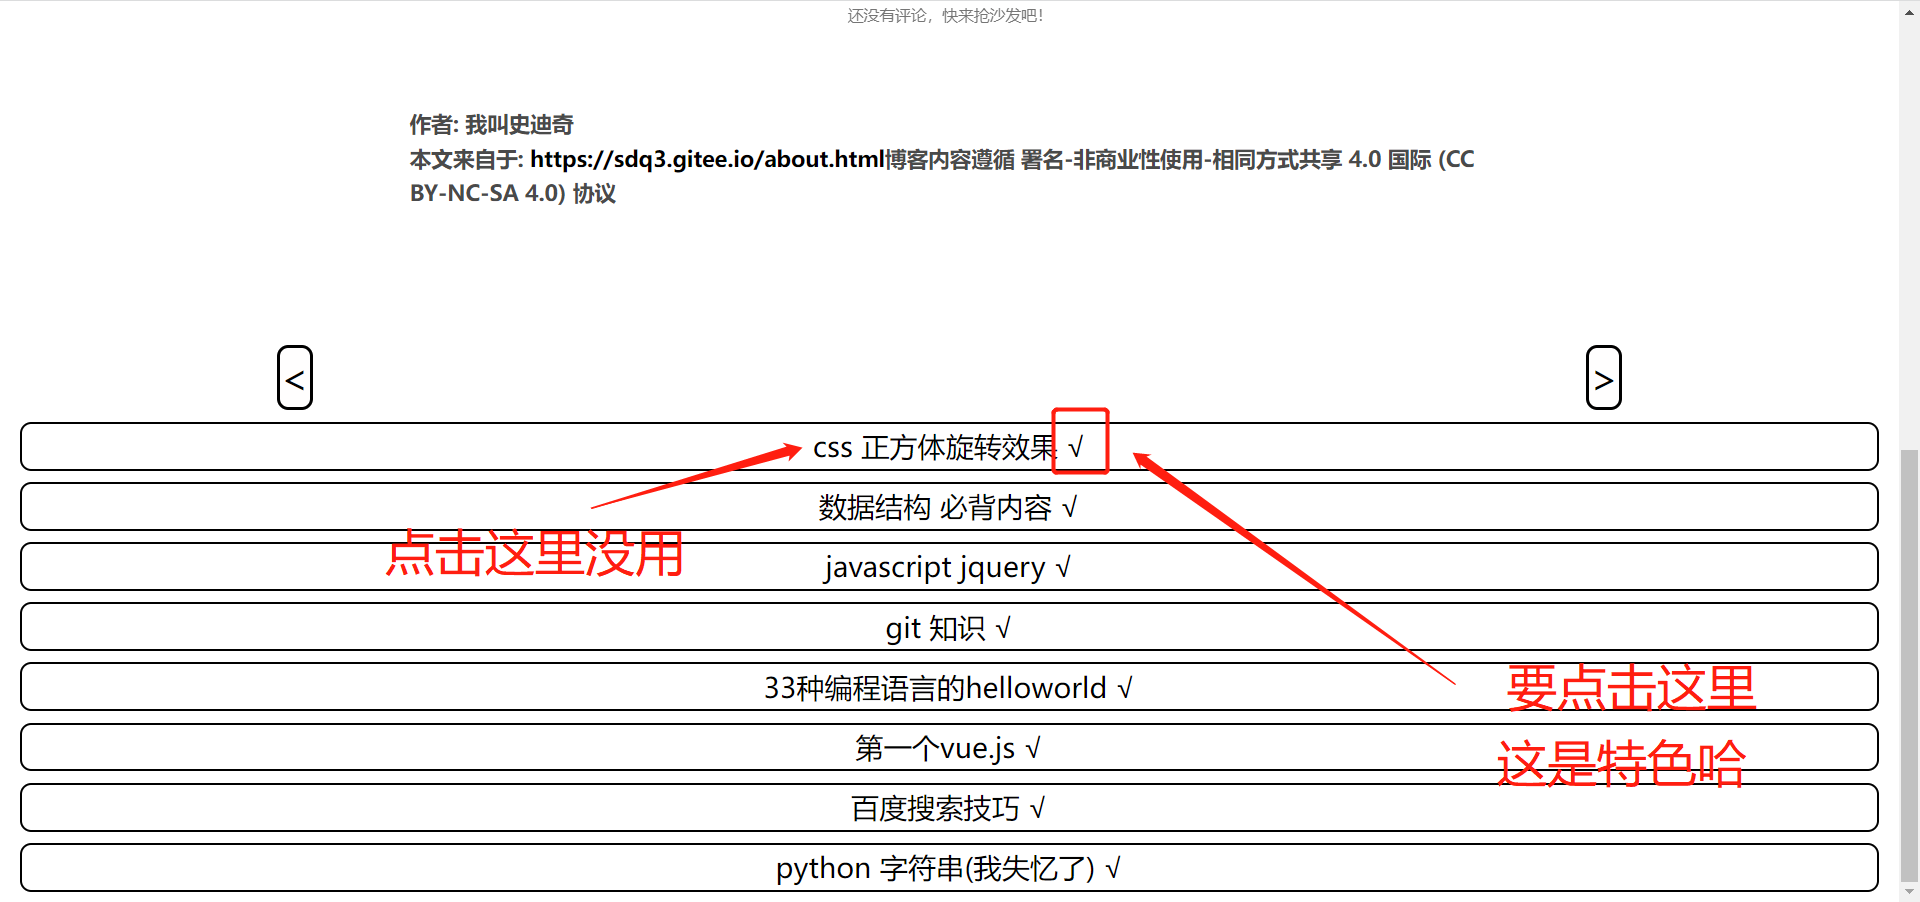 还没有评论，快来抢沙发吧！
作者: 我叫史迪奇
本文来自于: https://sdq3.gitee.io/about.html博客内容遵循 署名-非商业性使用-相同方式共享 4.0 国际 (CC
BY-NC-SA 4.0) 协议
< >
css 正方体旋转效果 √
数据结构 必背内容 √
点击这里没用
javascript jquery √
git 知识 √
33种编程语言的helloworld √
要点击这里
第一个vue.js √
这是特色哈
百度搜索技巧 √
python 字符串(我失忆了) √